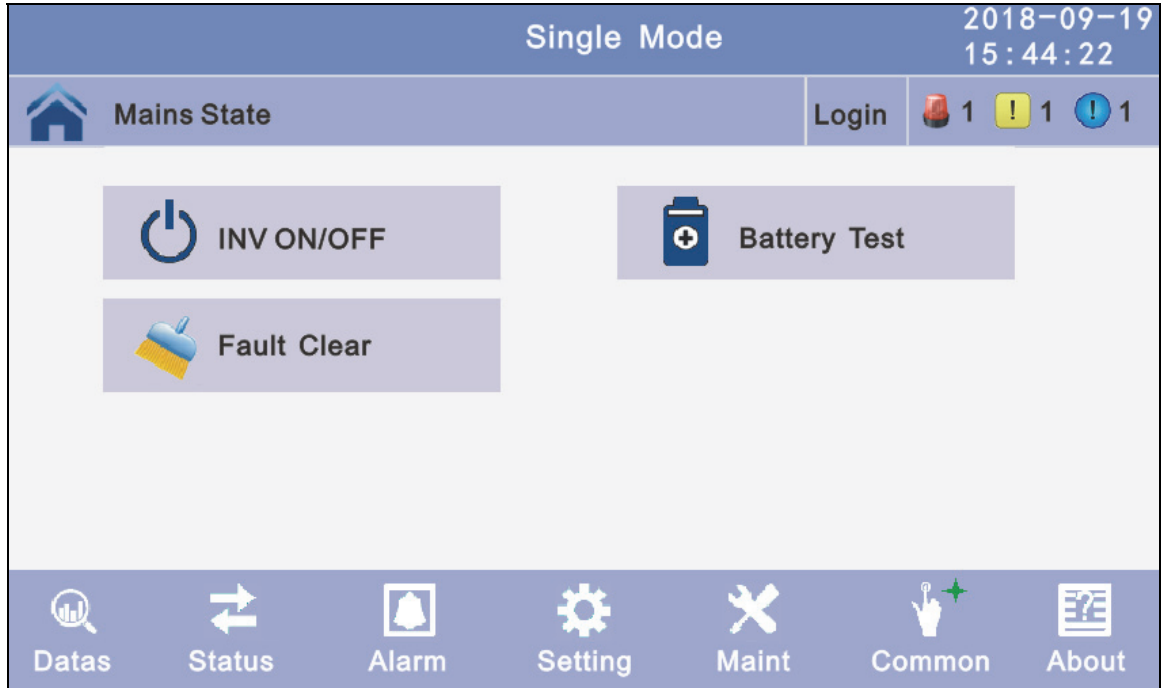 Single Mode
2018-09-19
15:44:22
Mains State
Login
1
! 1
! 1
INV ON/OFF
Battery Test
Fault Clear
Datas
Status
Alarm
Setting
Maint
Common
?
About